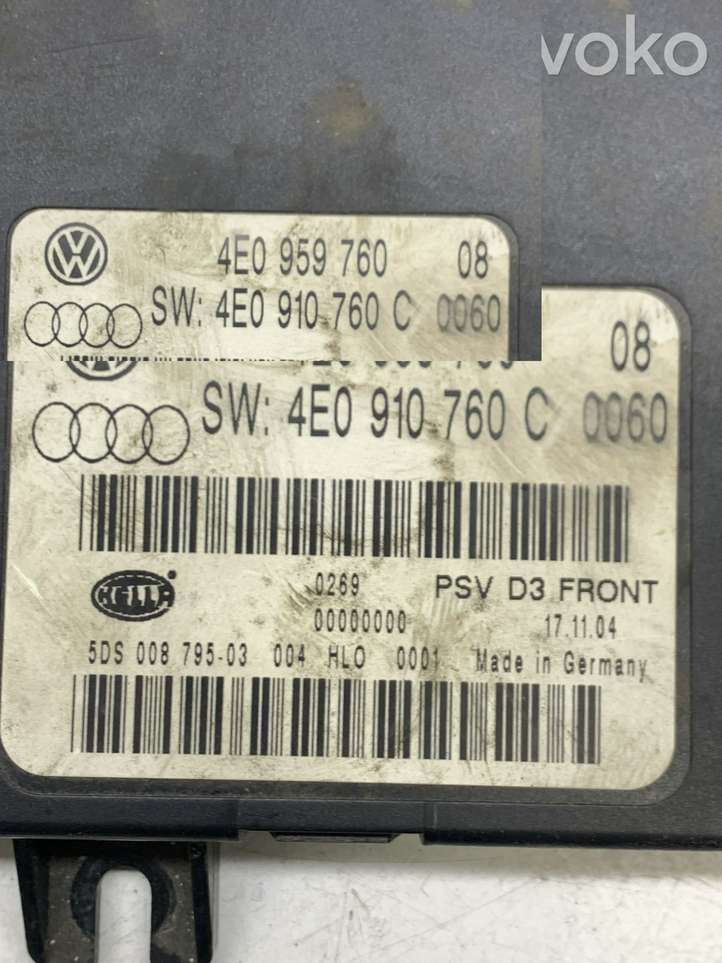 voko
4E0 959 760 08
SW: 4E0 910 760 C 0060
08
SW: 4E0 910 760 C 0060
HELLA
0269 PSV D3 FRONT
00000000 17.11.04
5DS 008 795-03 004 HLO 0001 Made in Germany